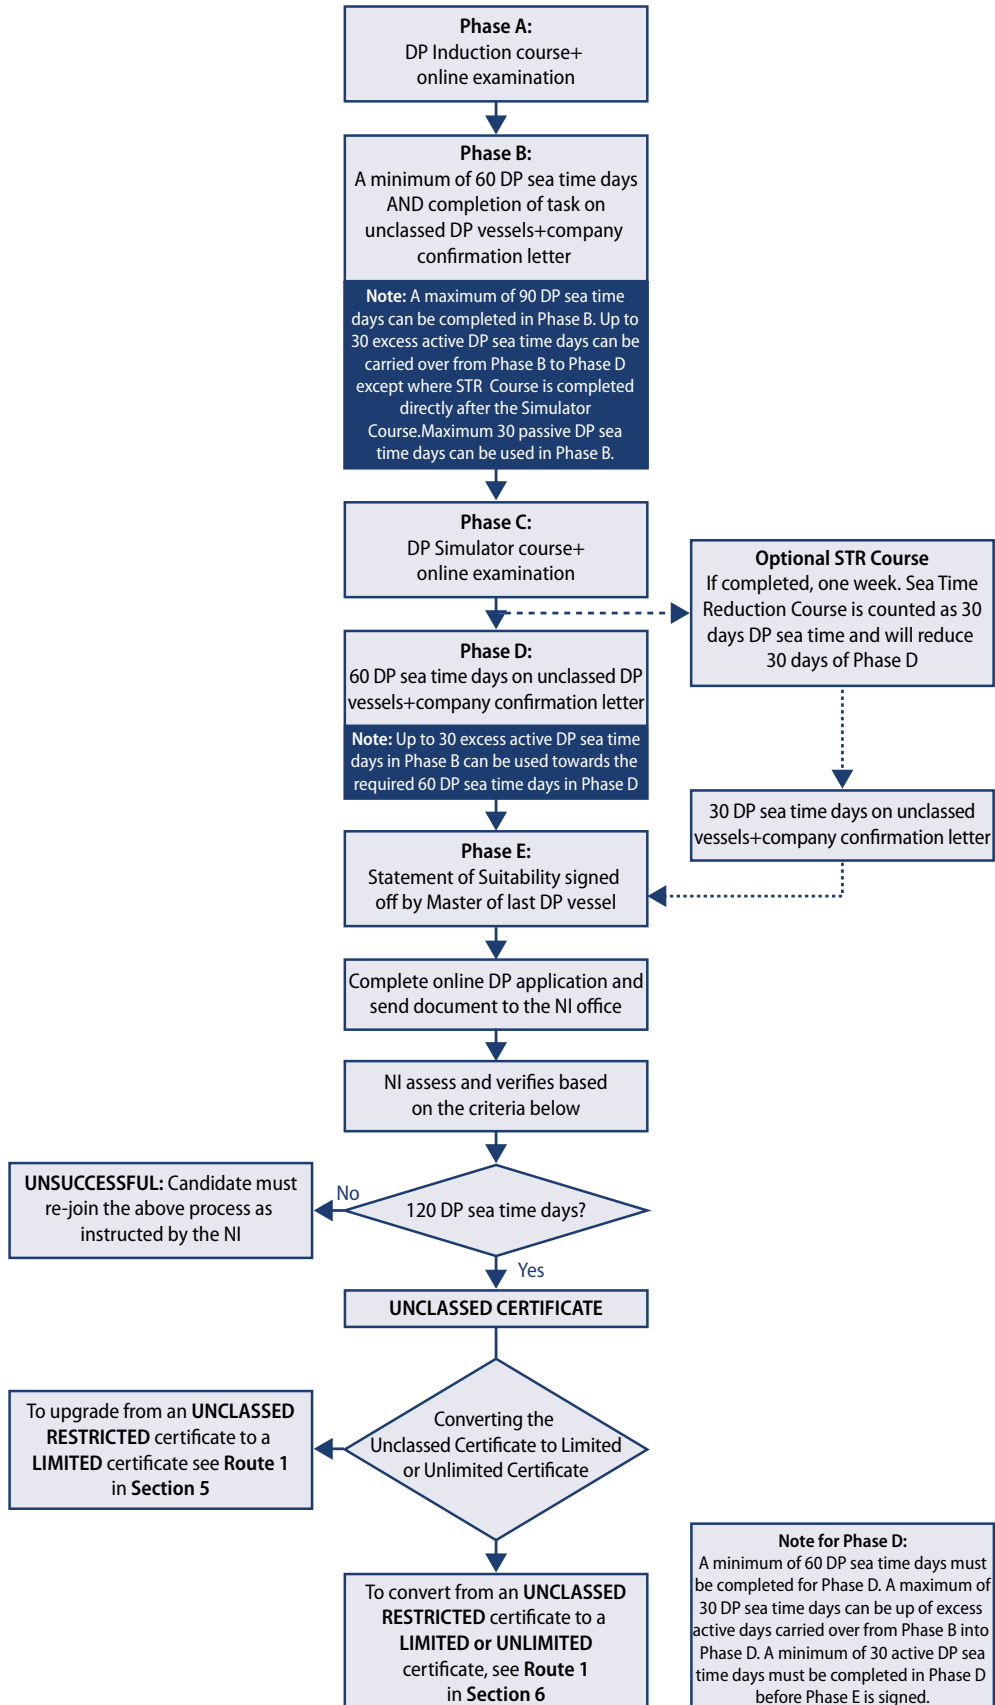 Phase A:
DP Induction course+
online examination
Phase B:
A minimum of 60 DP sea time days
AND completion of task on
unclassed DP vessels+company
confirmation letter
Note: A maximum of 90 DP sea time
days can be completed in Phase B. Up to
30 excess active DP sea time days can be
carried over from Phase B to Phase D
except where STR Course is completed
directly after the Simulator
Course.Maximum 30 passive DP sea
time days can be used in Phase B.
Phase C:
DP Simulator course+
online examination
Optional STR Course
If completed, one week. Sea Time
Reduction Course is counted as 30
days DP sea time and will reduce
30 days of Phase D
Phase D:
60 DP sea time days on unclassed DP
vessels+company confirmation letter
Note: Up to 30 excess active DP sea time
days in Phase B can be used towards the
required 60 DP sea time days in Phase D
30 DP sea time days on unclassed
vessels+company confirmation letter
Phase E:
Statement of Suitability signed
off by Master of last DP vessel
Complete online DP application and
send document to the NI office
NI assess and verifies based
on the criteria below
120 DP sea time days?
No
UNSUCCESSFUL: Candidate must
re-join the above process as
instructed by the NI
Yes
UNCLASSED CERTIFICATE
Converting the
Unclassed Certificate to Limited
or Unlimited Certificate
To upgrade from an UNCLASSED
RESTRICTED certificate to a
LIMITED certificate see Route 1
in Section 5
To convert from an UNCLASSED
RESTRICTED certificate to a
LIMITED or UNLIMITED
certificate, see Route 1
in Section 6
Note for Phase D:
A minimum of 60 DP sea time days must
be completed for Phase D. A maximum of
30 DP sea time days can be up of excess
active days carried over from Phase B into
Phase D. A minimum of 30 active DP sea
time days must be completed in Phase D
before Phase E is signed.